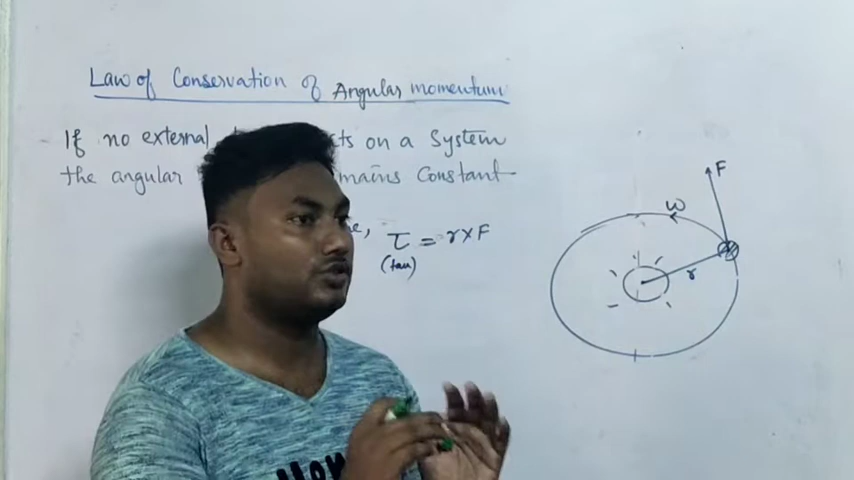 Law of Conservation of Angular momentum
If no external ts on a System
the angular mains Constant
e, τ = r×F
(tau)
F
ω
r